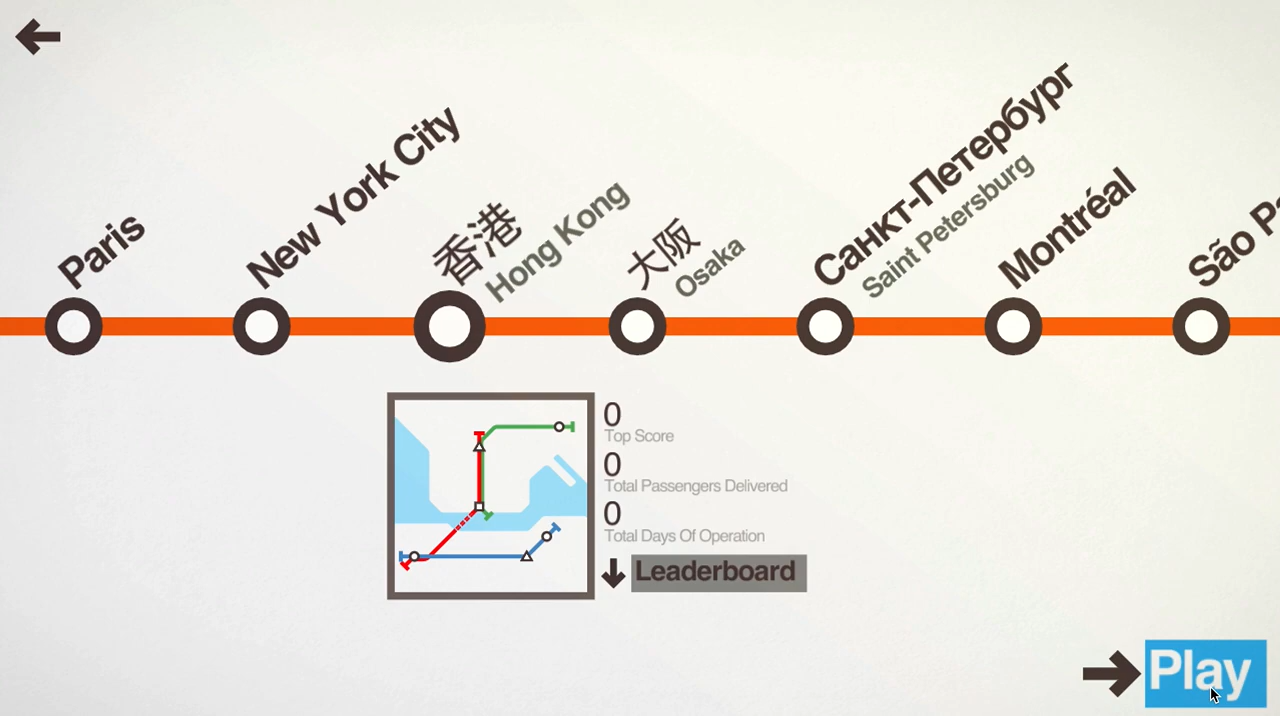 Paris
New York City
香港
Hong Kong
大阪
Osaka
Санкт-Петербург
Saint Petersburg
Montréal
São
0
Top Score
0
Total Passengers Delivered
0
Total Days Of Operation
Leaderboard
Play